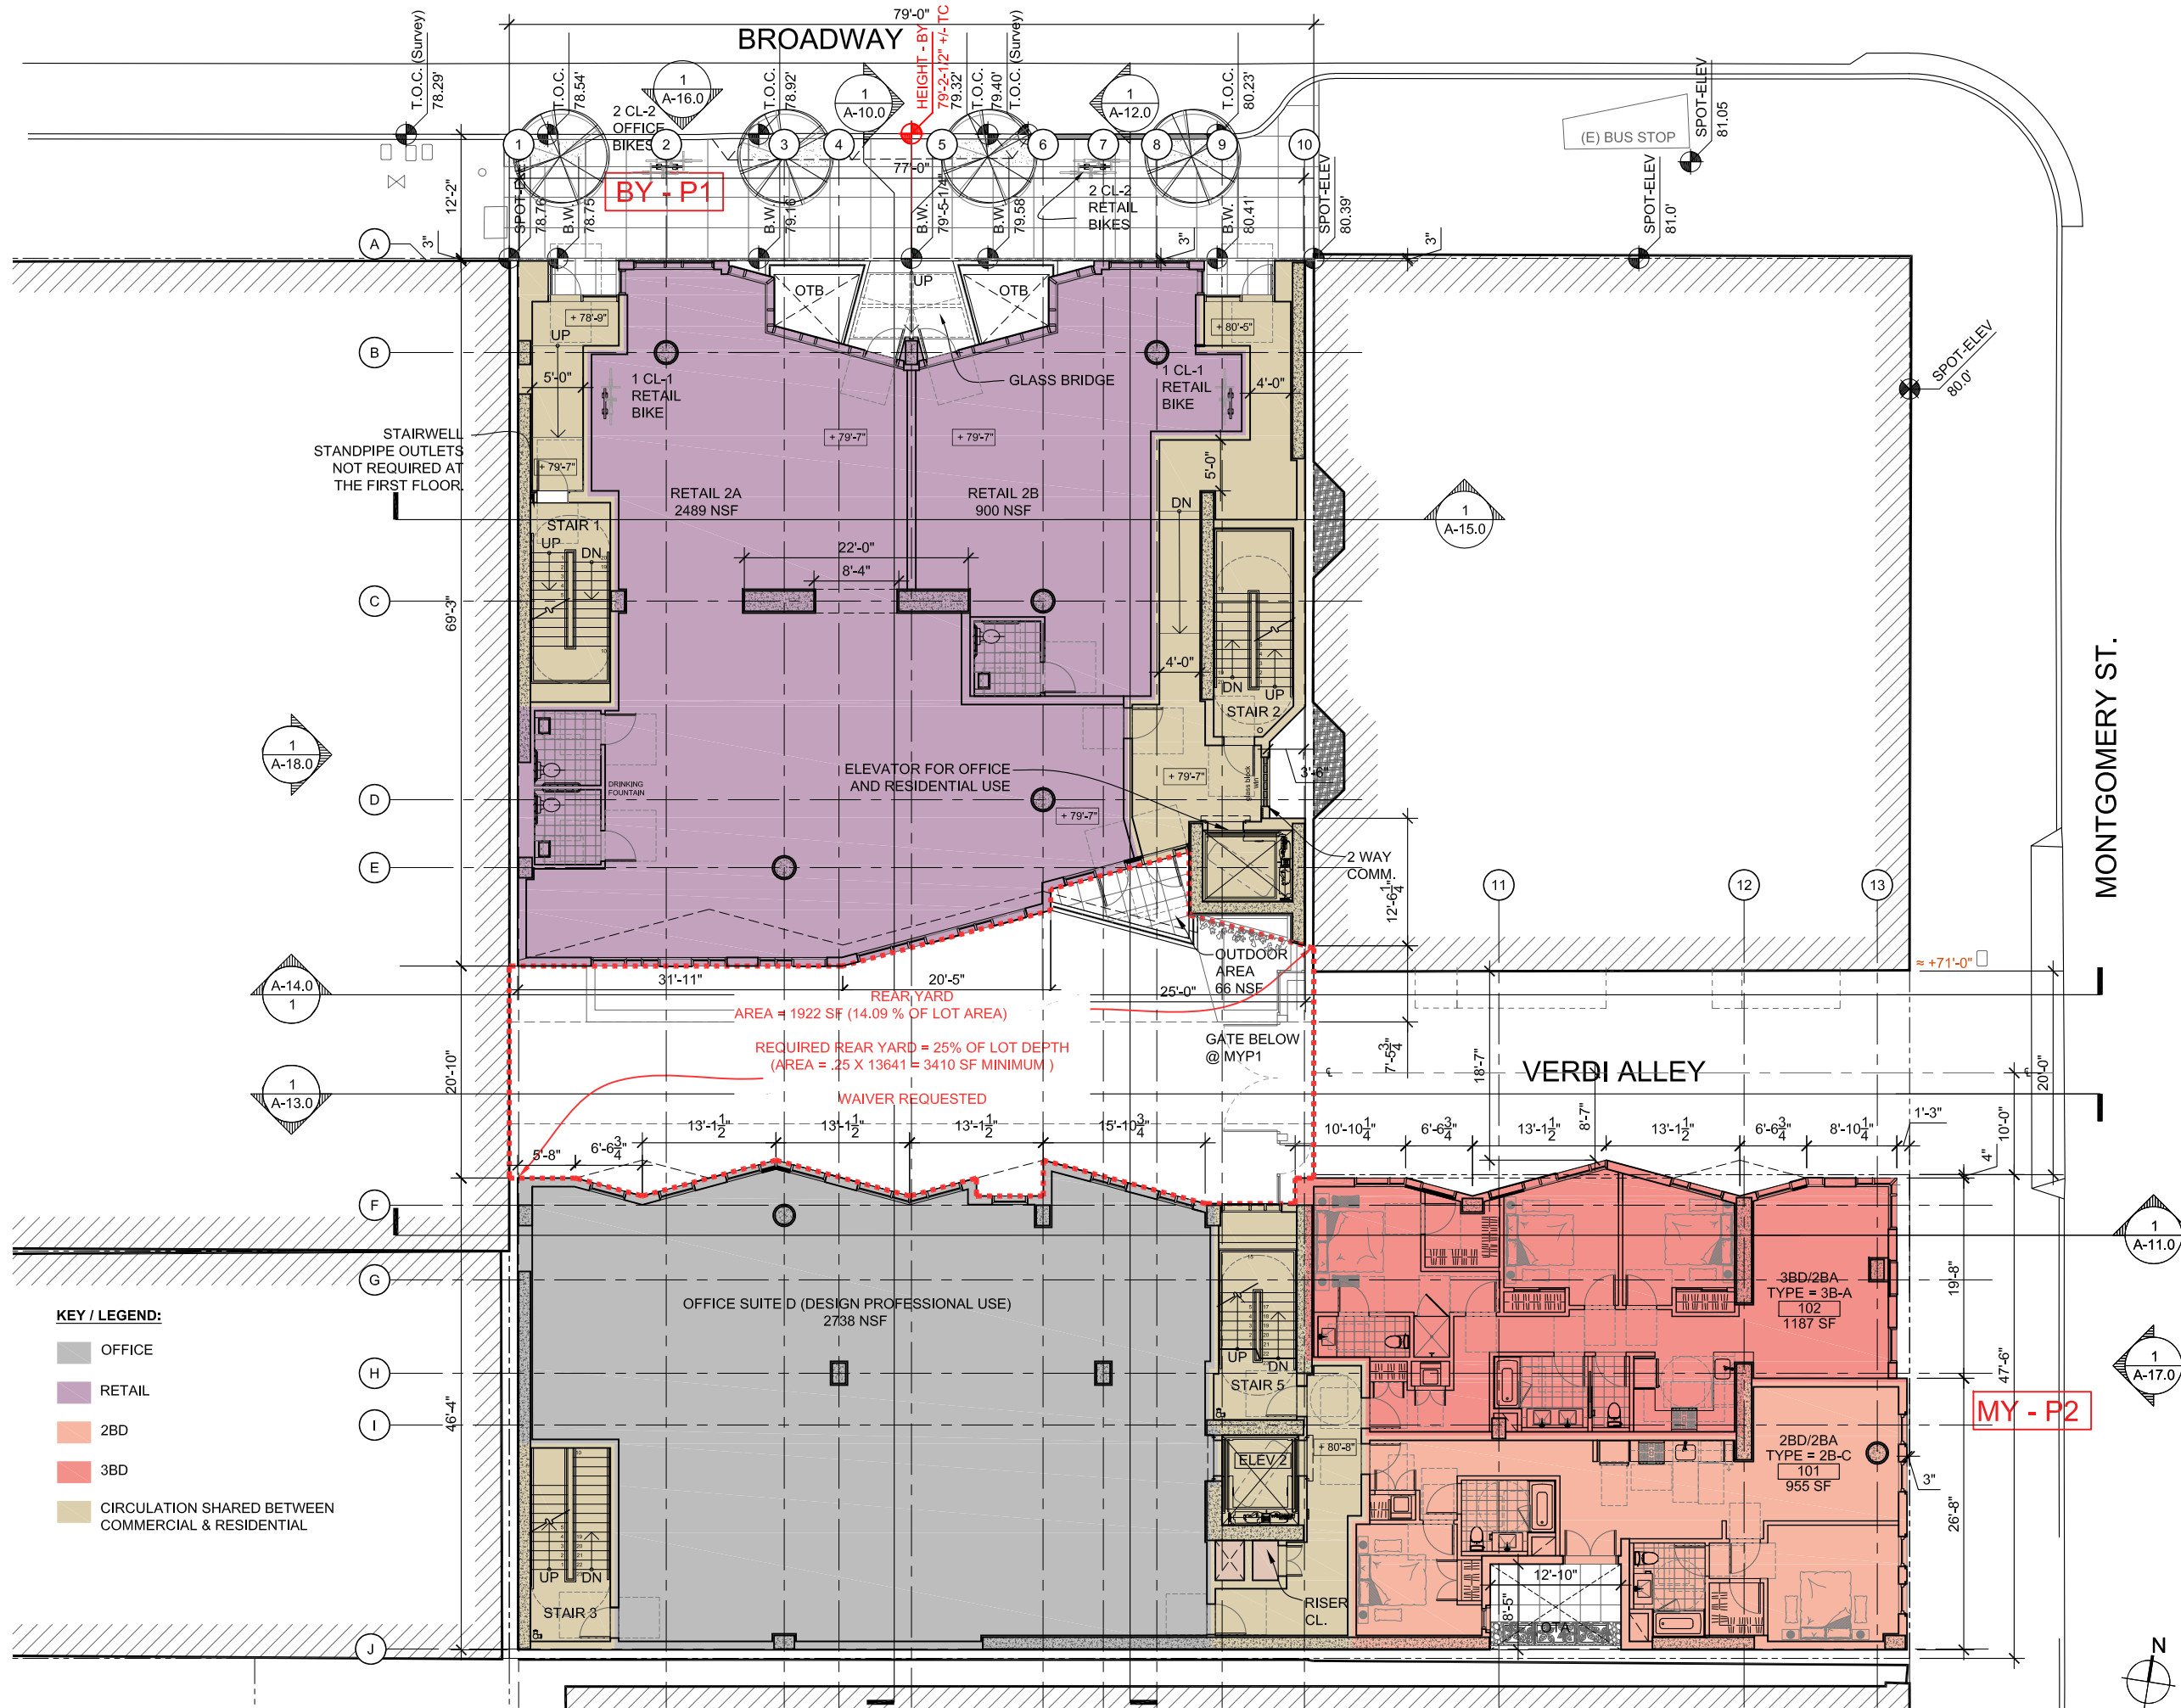 79'-0"
BROADWAY
T.O.C. (Survey)
78.29'
T.O.C.
78.54'
1
A-16.0
2 CL-2
OFFICE
BIKES
T.O.C.
78.92'
1
A-10.0
HEIGHT - BY
79'-2-1/2" +/- TC
79.32'
T.O.C.
79.40'
T.O.C. (Survey)
1
A-12.0
T.O.C.
80.23'
(E) BUS STOP
SPOT-ELEV
81.05
1
2
3
4
5
6
7
8
9
10
77'-0"
BY - P1
2 CL-2
RETAIL
BIKES
12'-2"
3"
78.76'
B.W.
78.75'
B.W.
79.16'
B.W.
79'-5-1/4"
B.W.
79.58'
B.W.
80.41'
SPOT-ELEV
80.39'
SPOT-ELEV
81.0'
3"
3"
A
OTB
UP
OTB
+ 78'-9"
+ 80'-5"
UP
B
SPOT-ELEV
80.0'
5'-0"
1 CL-1
RETAIL
BIKE
GLASS BRIDGE
1 CL-1
RETAIL
BIKE
4'-0"
STAIRWELL
STANDPIPE OUTLETS
NOT REQUIRED AT
THE FIRST FLOOR.
+ 79'-7"
+ 79'-7"
+ 79'-7"
5'-0"
RETAIL 2A
2489 NSF
RETAIL 2B
900 NSF
DN
1
A-15.0
STAIR 1
UP
DN
22'-0"
8'-4"
C
69'-3"
4'-0"
DN
UP
STAIR 2
MONTGOMERY ST.
1
A-18.0
ELEVATOR FOR OFFICE
AND RESIDENTIAL USE
DRINKING
FOUNTAIN
+ 79'-7"
glass block
3'-6"
D
+ 79'-7"
E
2 WAY
COMM.
12'-6 1/4"
11
12
13
OUTDOOR
AREA
66 NSF
≈ +71'-0"
A-14.0
1
31'-11"
20'-5"
25'-0"
REAR YARD
AREA = 1922 SF (14.09 % OF LOT AREA)
REQUIRED REAR YARD = 25% OF LOT DEPTH
(AREA = .25 X 13641 = 3410 SF MINIMUM )
WAIVER REQUESTED
GATE BELOW
@ MYP1
7'-5 3/4"
18'-7"
VERDI ALLEY
20'-0"
20'-10"
1
A-13.0
5'-8"
6'-6 3/4"
13'-1 1/2"
13'-1 1/2"
13'-1 1/2"
15'-10 3/4"
10'-10 1/4"
6'-6 3/4"
13'-1 1/2"
8'-7"
13'-1 1/2"
6'-6 3/4"
8'-10 1/4"
1'-3"
10'-0"
4"
F
1
A-11.0
G
OFFICE SUITE D (DESIGN PROFESSIONAL USE)
2738 NSF
3BD/2BA
TYPE = 3B-A
102
1187 SF
19'-8"
KEY / LEGEND:
OFFICE
RETAIL
2BD
3BD
CIRCULATION SHARED BETWEEN
COMMERCIAL & RESIDENTIAL
H
UP
DN
STAIR 5
47'-6"
1
A-17.0
46'-4"
I
MY - P2
+ 80'-8"
ELEV 2
2BD/2BA
TYPE = 2B-C
101
955 SF
3"
26'-8"
UP
DN
STAIR 3
12'-10"
8'-5"
RISER
CL.
OTA
J
N